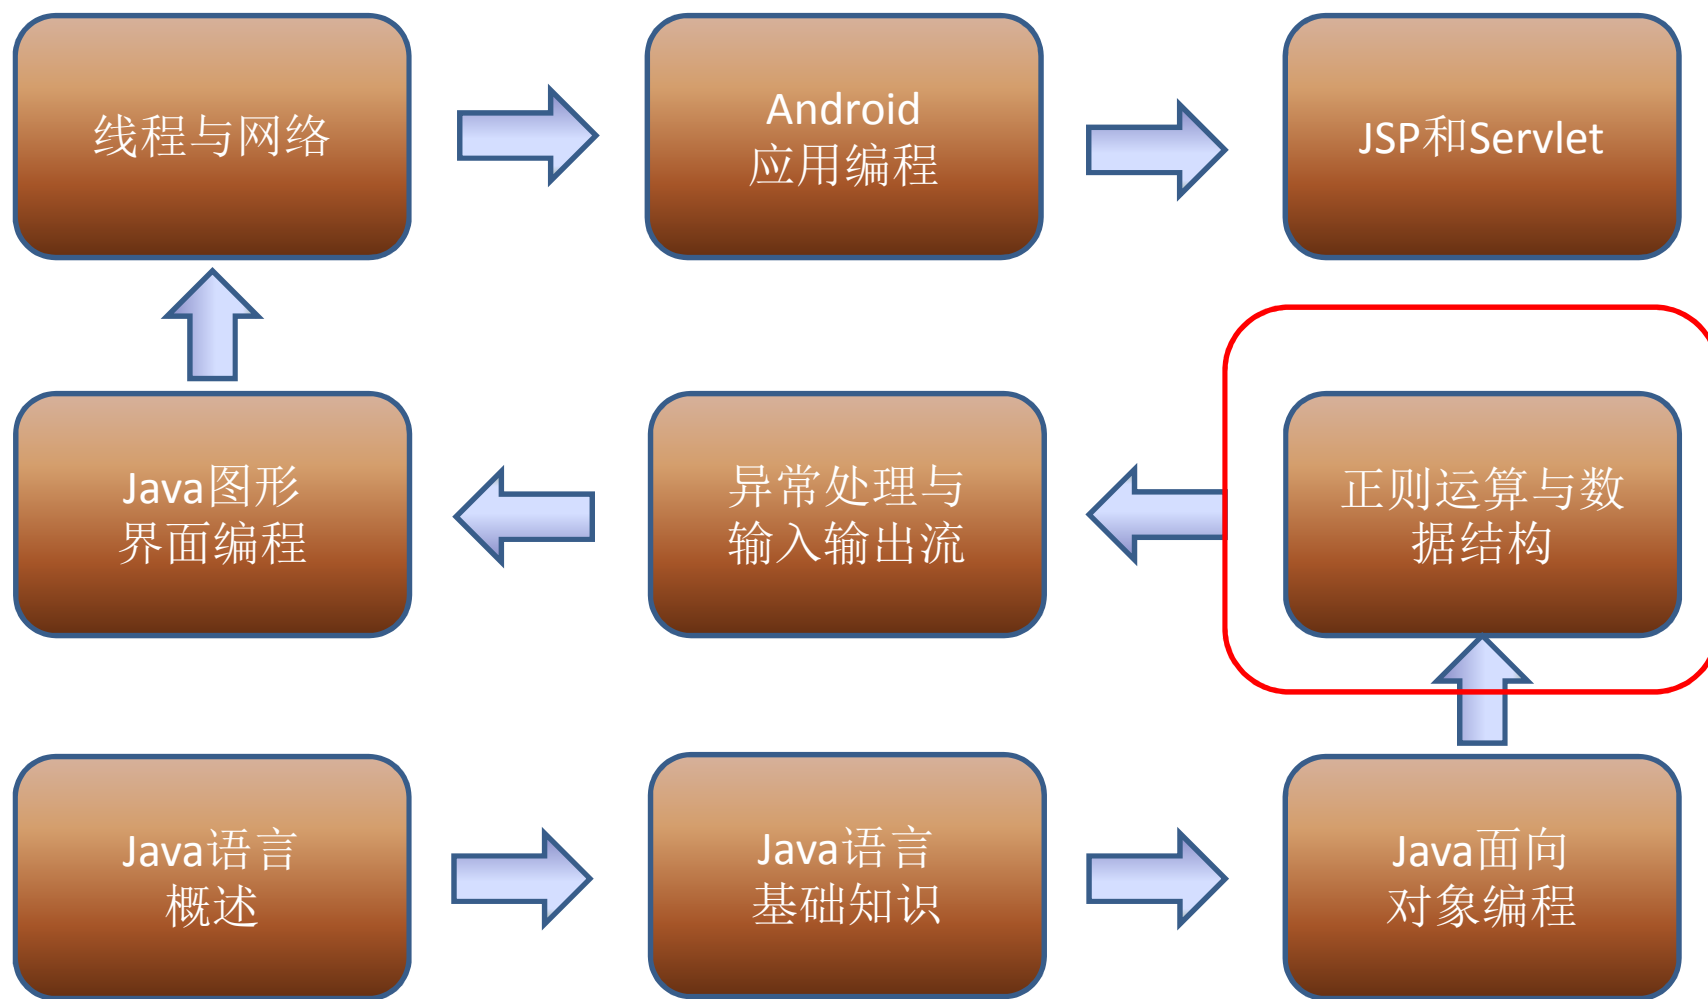 线程与网络
Android
应用编程
JSP和Servlet
Java图形
界面编程
异常处理与
输入输出流
正则运算与数
据结构
Java语言
概述
Java语言
基础知识
Java面向
对象编程